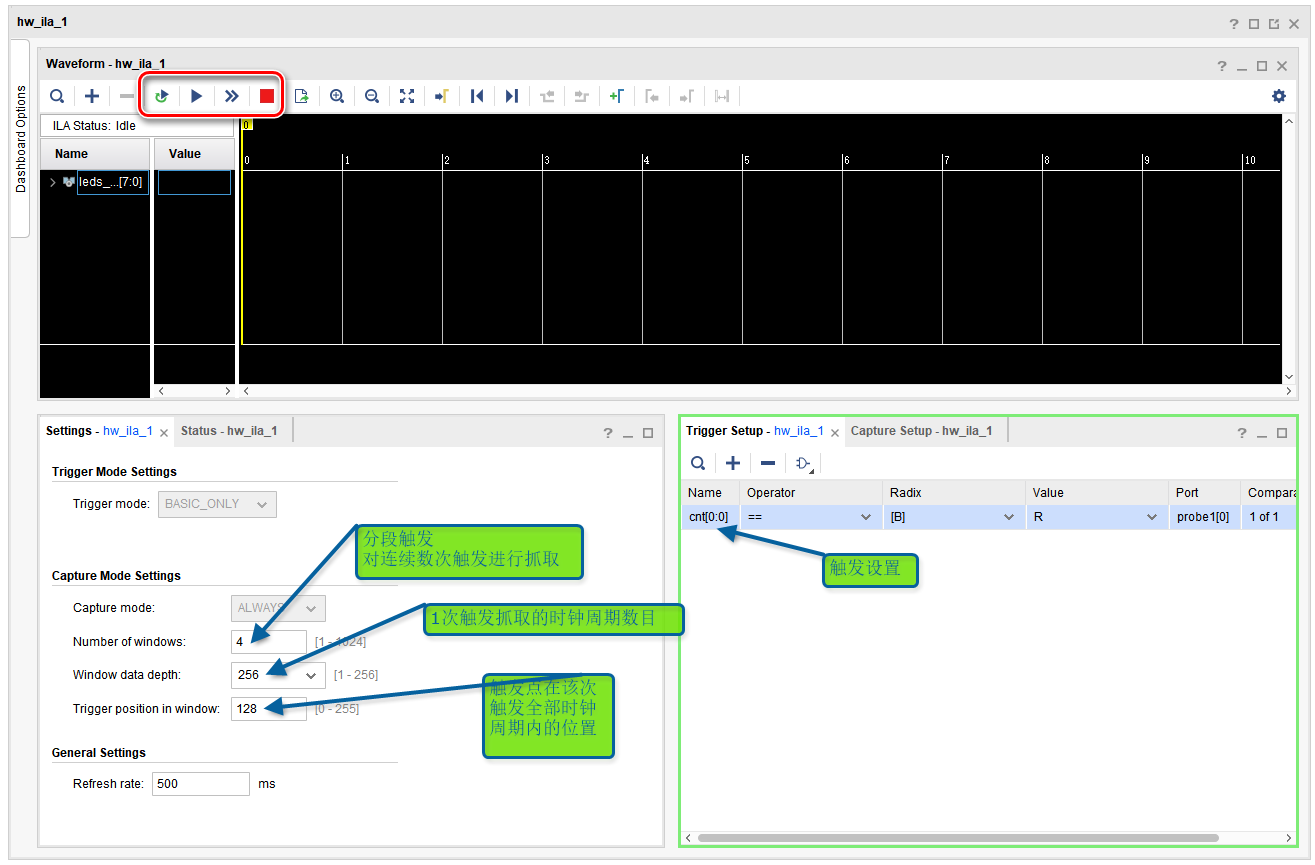 hw_ila_1
Dashboard Options
Waveform - hw_ila_1
ILA Status: Idle
Name
Value
leds_...[7:0]
0
0 1 2 3 4 5 6 7 8 9 10
Settings - hw_ila_1
Status - hw_ila_1
Trigger Mode Settings
Trigger mode: BASIC_ONLY
分段触发
对连续数次触发进行抓取
Capture Mode Settings
Capture mode: ALWAYS
1次触发抓取的时钟周期数目
Number of windows: 4 [1 - 1024]
Window data depth: 256 [1 - 256]
Trigger position in window: 128 [0 - 255]
触发点在该次
触发全部时钟
周期内的位置
General Settings
Refresh rate: 500 ms
Trigger Setup - hw_ila_1
Capture Setup - hw_ila_1
Name Operator Radix Value Port Compara
cnt[0:0] == [B] R probe1[0] 1 of 1
触发设置